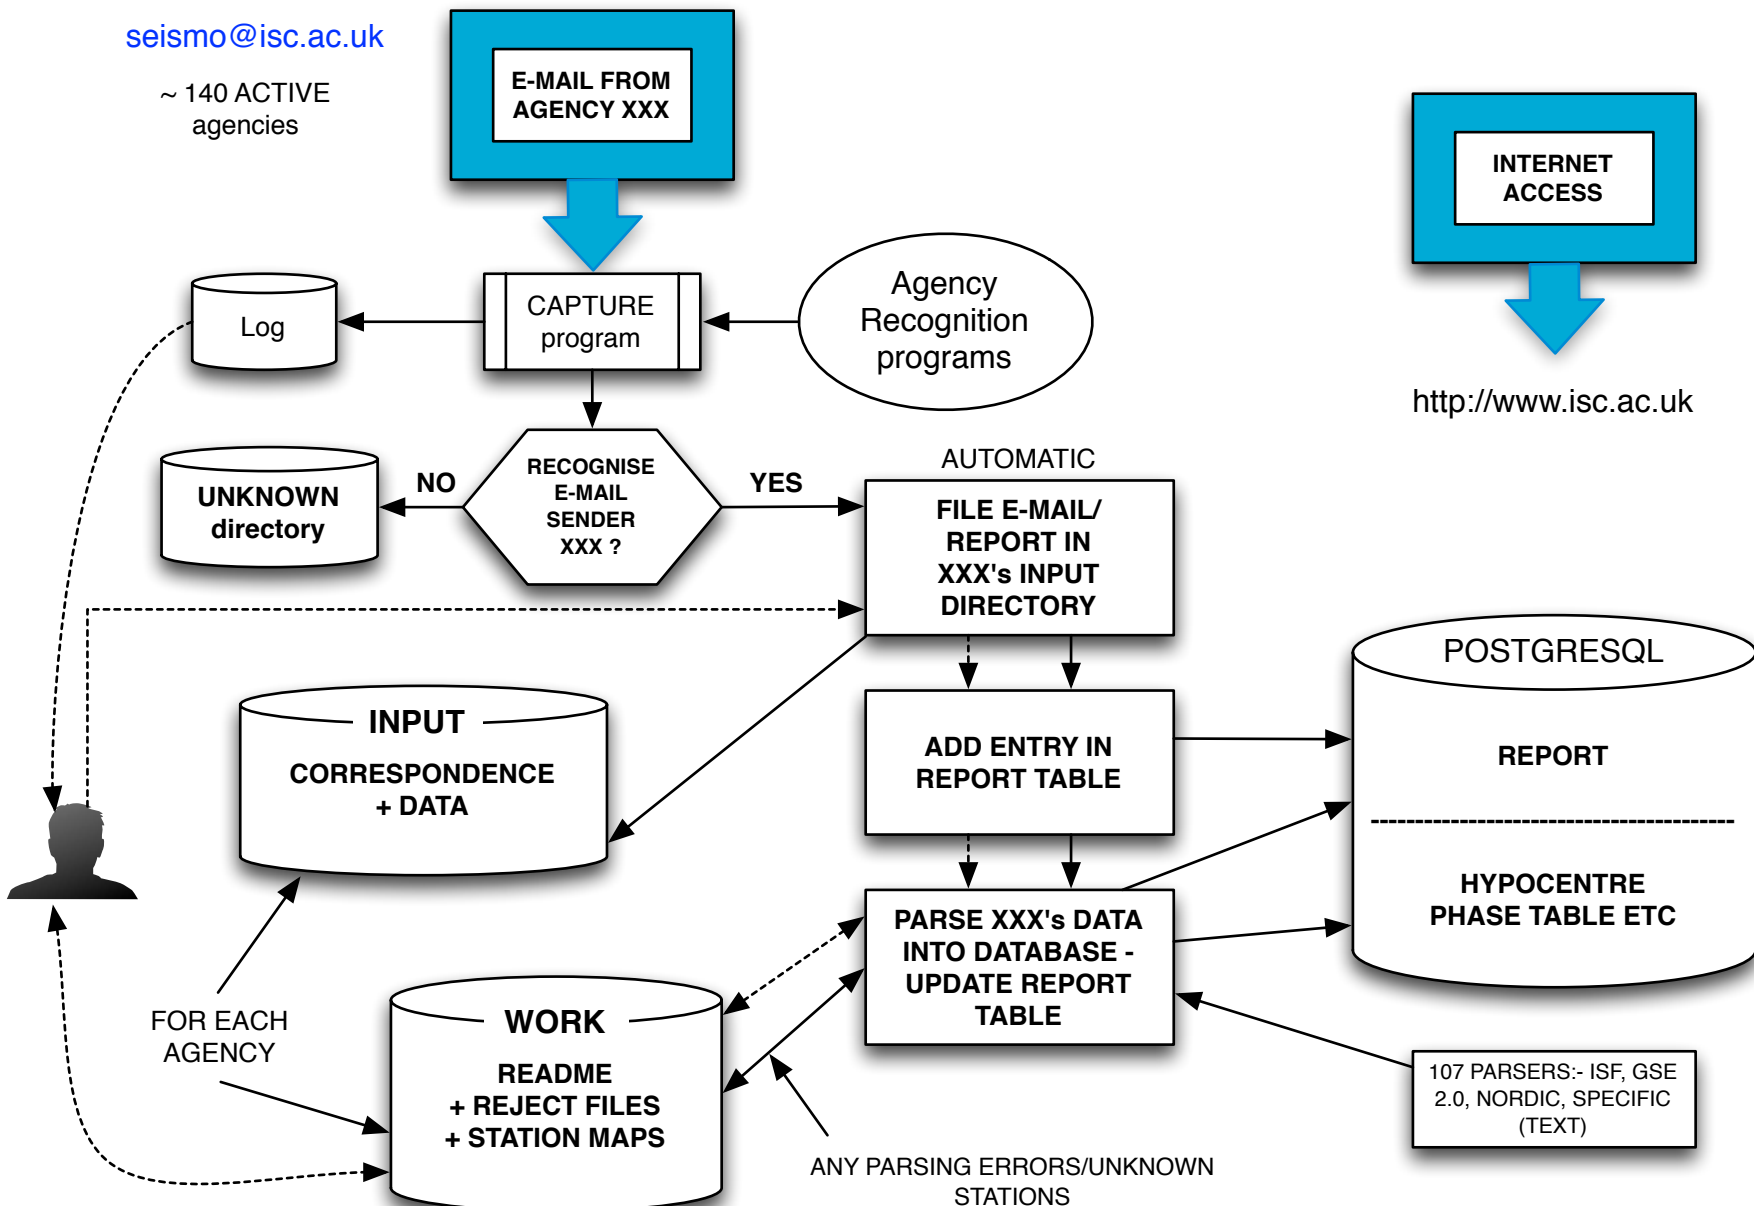 seismo@isc.ac.uk
~ 140 ACTIVE
agencies
E-MAIL FROM
AGENCY XXX
INTERNET
ACCESS
http://www.isc.ac.uk
Log
CAPTURE
program
Agency
Recognition
programs
UNKNOWN
directory
NO
RECOGNISE
E-MAIL
SENDER
XXX ?
YES
AUTOMATIC
FILE E-MAIL/
REPORT IN
XXX's INPUT
DIRECTORY
INPUT
CORRESPONDENCE
+ DATA
ADD ENTRY IN
REPORT TABLE
POSTGRESQL
REPORT
HYPOCENTRE
PHASE TABLE ETC
PARSE XXX's DATA
INTO DATABASE -
UPDATE REPORT
TABLE
FOR EACH
AGENCY
WORK
README
+ REJECT FILES
+ STATION MAPS
107 PARSERS:- ISF, GSE
2.0, NORDIC, SPECIFIC
(TEXT)
ANY PARSING ERRORS/UNKNOWN
STATIONS